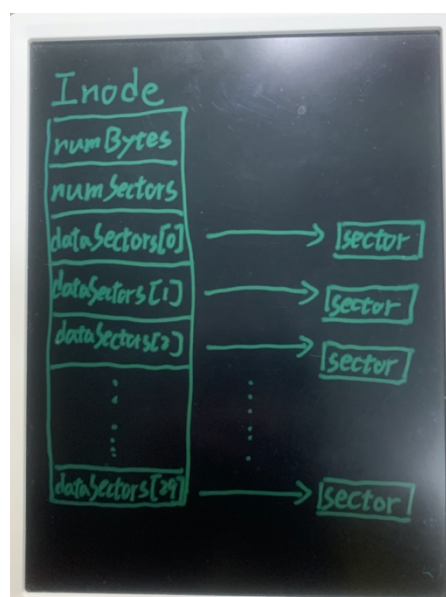 Inode
numBytes
numSectors
dataSectors[0] sector
dataSectors[1] sector
dataSectors[2] sector
dataSectors[29] sector